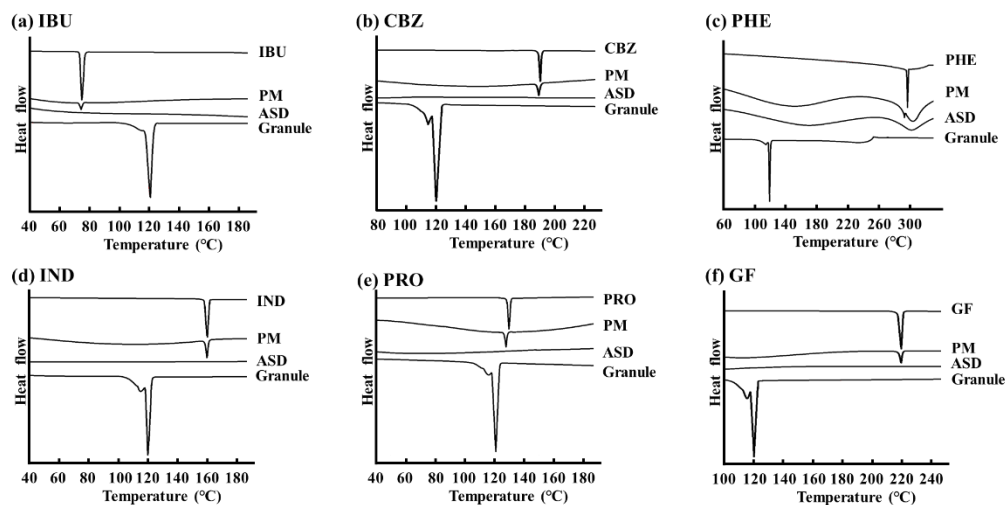 (a) IBU
IBU
PM
ASD
Granule
Heat flow
40 60 80 100 120 140 160 180
Temperature (°C)
(b) CBZ
CBZ
PM
ASD
Granule
Heat flow
80 100 120 140 160 180 200 220
Temperature (°C)
(c) PHE
PHE
PM
ASD
Granule
Heat flow
60 100 140 180 220 260 300
Temperature (°C)
(d) IND
IND
PM
ASD
Granule
Heat flow
40 60 80 100 120 140 160 180
Temperature (°C)
(e) PRO
PRO
PM
ASD
Granule
Heat flow
40 60 80 100 120 140 160 180
Temperature (°C)
(f) GF
GF
PM
ASD
Granule
Heat flow
100 120 140 160 180 200 220 240
Temperature (°C)